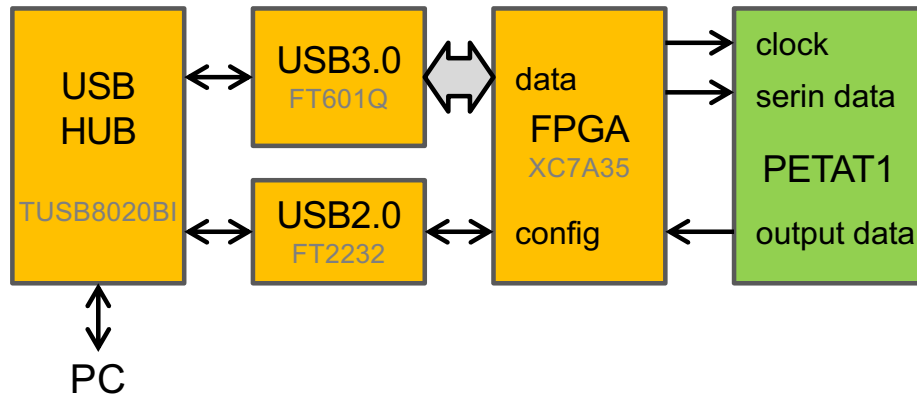 USB
HUB
TUSB8020BI
PC
USB3.0
FT601Q
USB2.0
FT2232
data
FPGA
XC7A35
config
clock
serin data
PETAT1
output data